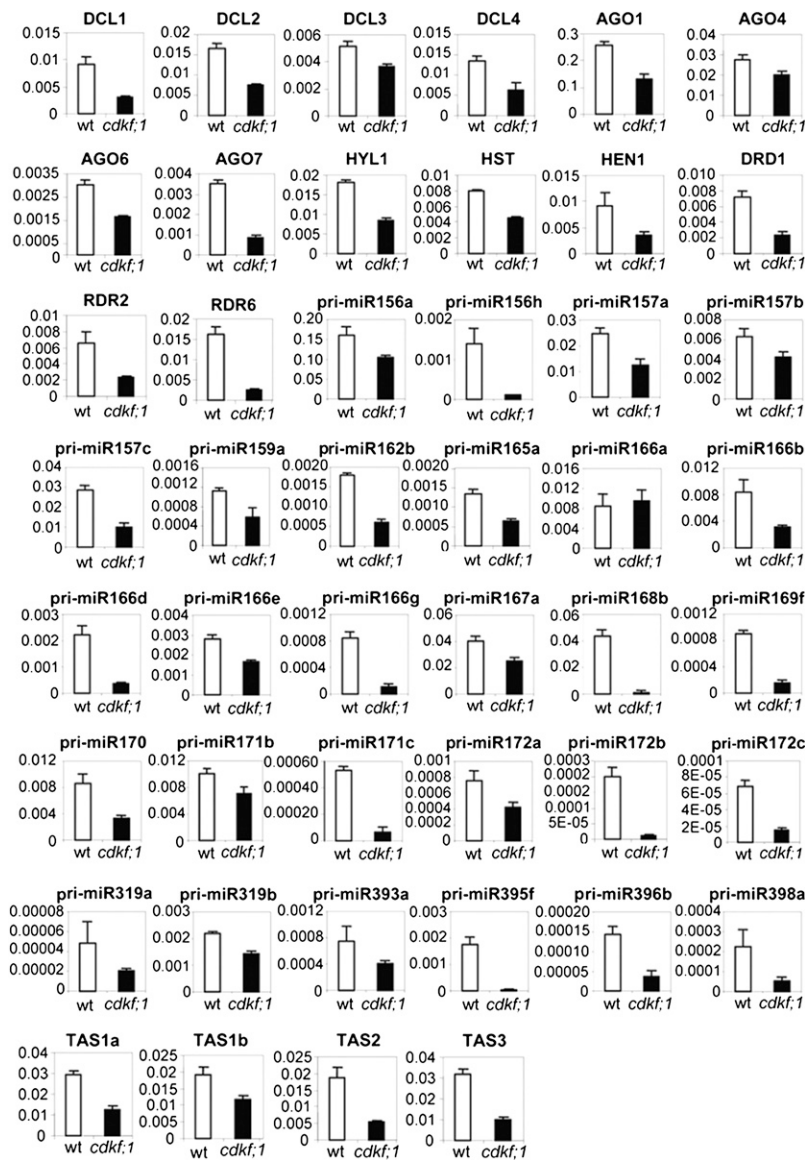 DCL1 DCL2 DCL3 DCL4 AGO1 AGO4
0.015 0.02 0.006 0.015 0.3 0.04
0.01 0.015 0.004 0.01 0.2 0.03
0.005 0.01 0.002 0.005 0.1 0.02
0 0.005 0 0 0 0.01
0 0
wt cdkf;1 wt cdkf;1 wt cdkf;1 wt cdkf;1 wt cdkf;1 wt cdkf;1
AGO6 AGO7 HYL1 HST HEN1 DRD1
0.0035 0.004 0.02 0.01 0.015 0.010
0.0025 0.003 0.015 0.008 0.01 0.008
0.0015 0.002 0.01 0.006 0.005 0.006
0.0005 0.001 0.005 0.004 0 0.004
0 0 0.002 0.002
0 0
wt cdkf;1 wt cdkf;1 wt cdkf;1 wt cdkf;1 wt cdkf;1 wt cdkf;1
RDR2 RDR6 pri-miR156a pri-miR156h pri-miR157a pri-miR157b
0.01 0.02 0.20 0.002 0.03 0.008
0.008 0.015 0.15 0.001 0.02 0.006
0.006 0.01 0.10 0 0.01 0.004
0.004 0.005 0.05 0 0.002
0.002 0 0 0
0
wt cdkf;1 wt cdkf;1 wt cdkf;1 wt cdkf;1 wt cdkf;1 wt cdkf;1
pri-miR157c pri-miR159a pri-miR162b pri-miR165a pri-miR166a pri-miR166b
0.04 0.0016 0.0020 0.0020 0.016 0.012
0.03 0.0012 0.0015 0.0015 0.012 0.008
0.02 0.0008 0.0010 0.0010 0.008 0.004
0.01 0.0004 0.0005 0.0005 0.004 0
0 0 0 0 0
wt cdkf;1 wt cdkf;1 wt cdkf;1 wt cdkf;1 wt cdkf;1 wt cdkf;1
pri-miR166d pri-miR166e pri-miR166g pri-miR167a pri-miR168b pri-miR169f
0.003 0.004 0.0012 0.06 0.06 0.0012
0.002 0.003 0.0008 0.04 0.04 0.0008
0.001 0.002 0.0004 0.02 0.02 0.0004
0 0.001 0 0 0 0
0
wt cdkf;1 wt cdkf;1 wt cdkf;1 wt cdkf;1 wt cdkf;1 wt cdkf;1
pri-miR170 pri-miR171b pri-miR171c pri-miR172a pri-miR172b pri-miR172c
0.012 0.012 0.00060 0.001 0.0003 0.0001
0.008 0.008 0.00040 0.0008 0.0002 8E-05
0.004 0.004 0.00020 0.0006 0.0002 6E-05
0 0 0 0.0004 0.0001 4E-05
0.0002 5E-05 2E-05
0 0 0
wt cdkf;1 wt cdkf;1 wt cdkf;1 wt cdkf;1 wt cdkf;1 wt cdkf;1
pri-miR319a pri-miR319b pri-miR393a pri-miR395f pri-miR396b pri-miR398a
0.00008 0.003 0.0012 0.003 0.00020 0.0004
0.00006 0.002 0.0008 0.002 0.00015 0.0003
0.00004 0.001 0.0004 0.001 0.00010 0.0002
0.00002 0 0 0 0.00005 0.0001
0 0 0
wt cdkf;1 wt cdkf;1 wt cdkf;1 wt cdkf;1 wt cdkf;1 wt cdkf;1
TAS1a TAS1b TAS2 TAS3
0.04 0.025 0.025 0.04
0.03 0.02 0.02 0.03
0.02 0.015 0.015 0.02
0.01 0.01 0.01 0.01
0 0.005 0.005 0
0 0
wt cdkf;1 wt cdkf;1 wt cdkf;1 wt cdkf;1